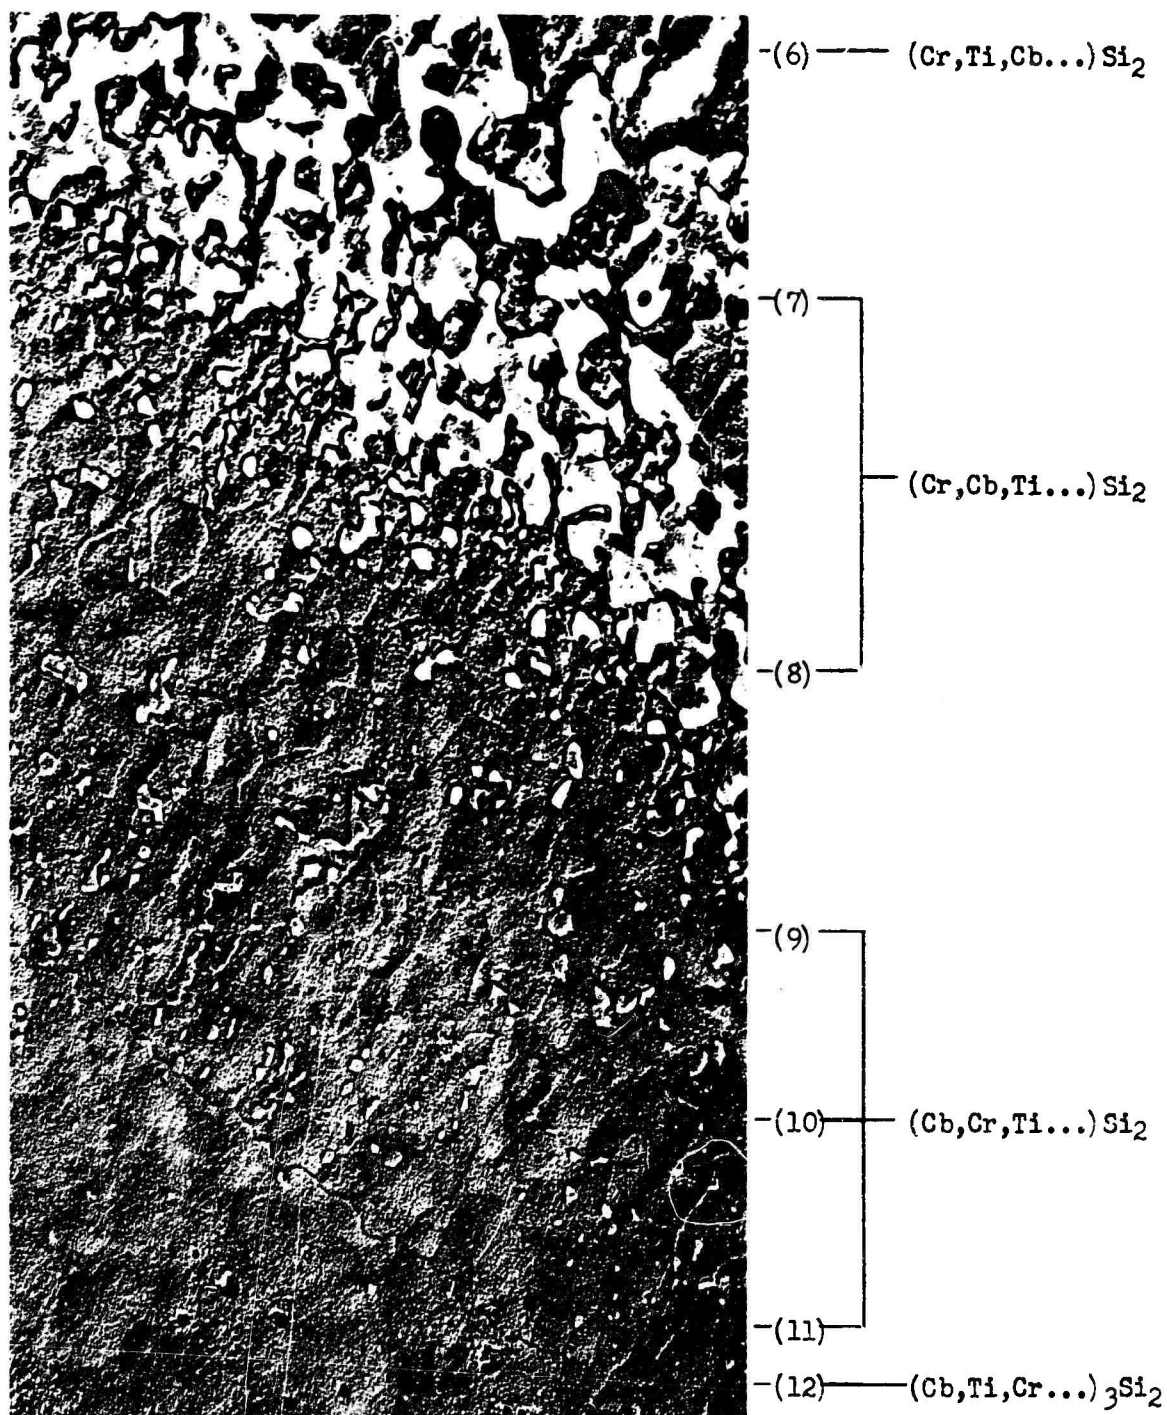 (6) (Cr,Ti,Cb...)Si2
(7)
(Cr,Cb,Ti...)Si2
(8)
(9)
(10) (Cb,Cr,Ti...)Si2
(11)
(12) (Cb,Ti,Cr...)3Si2